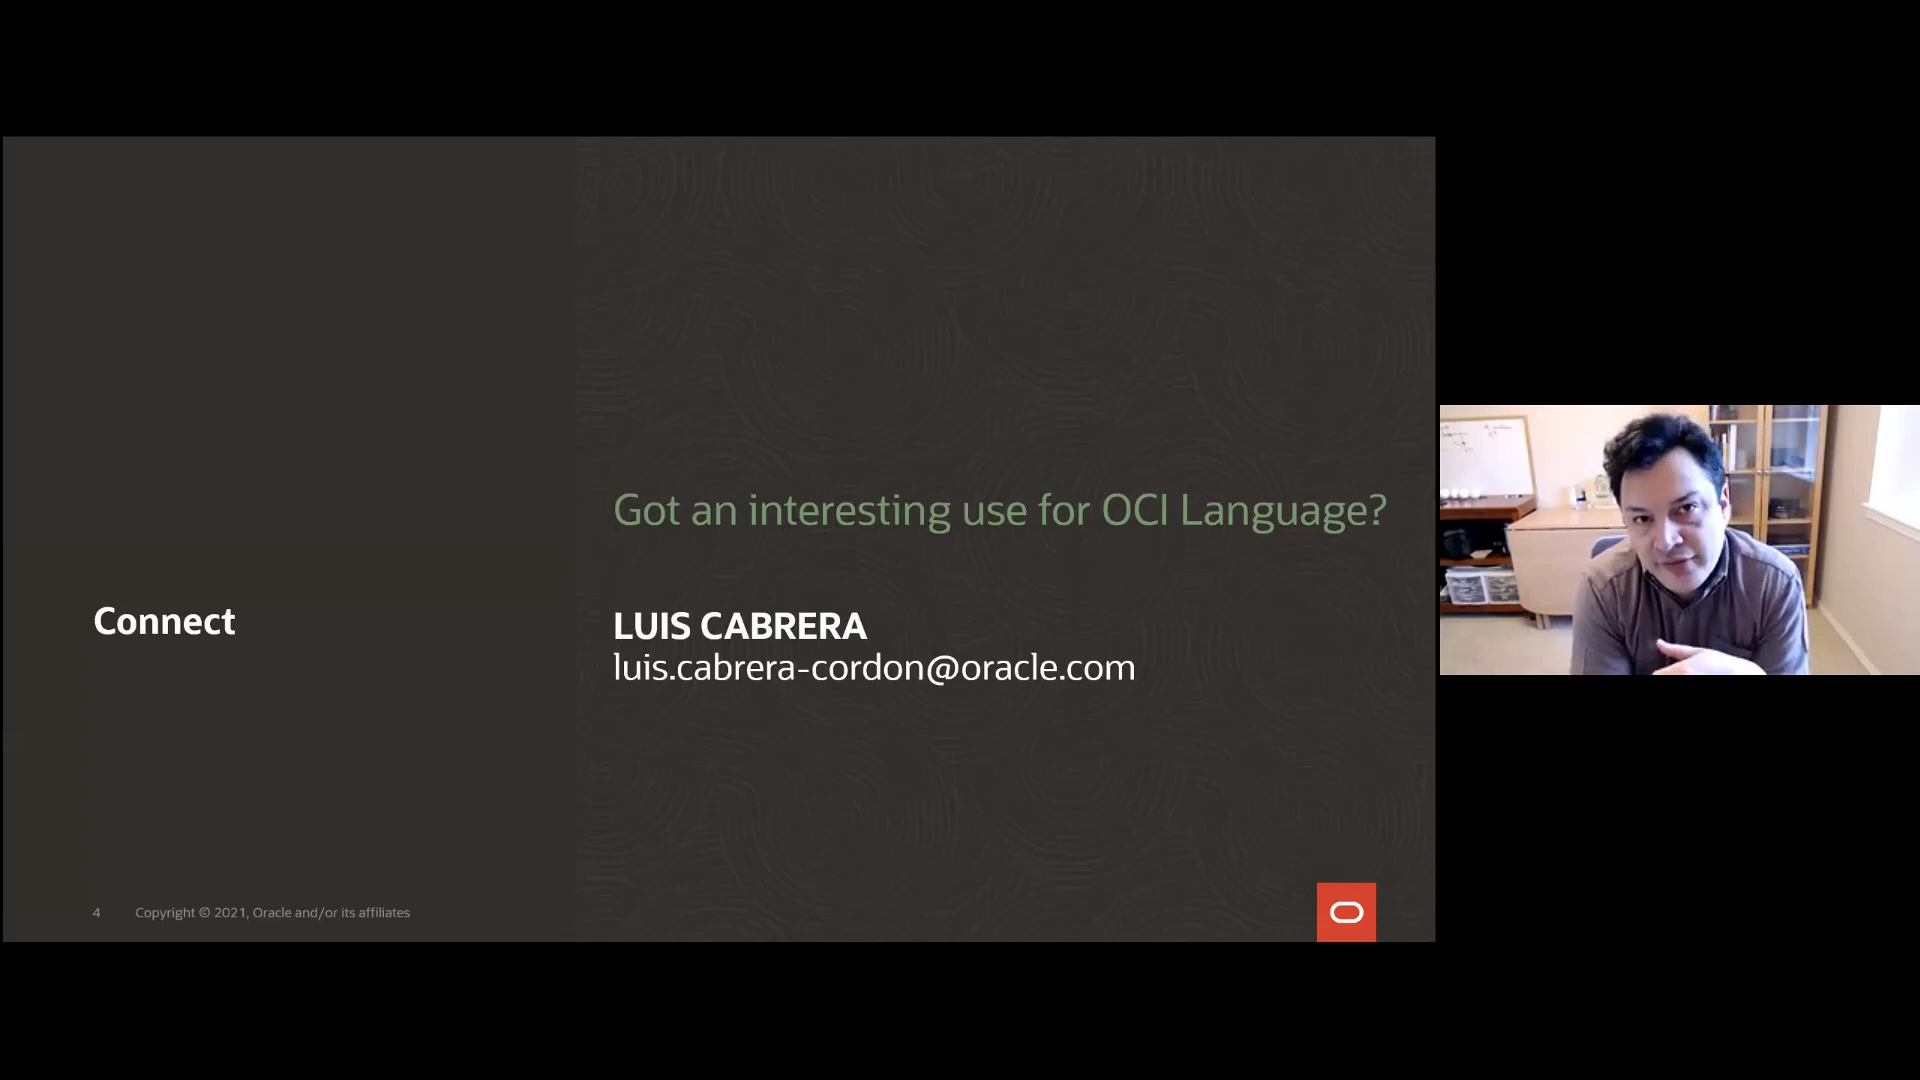 Got an interesting use for OCI Language?
Connect
LUIS CABRERA
luis.cabrera-cordon@oracle.com
4
Copyright © 2021, Oracle and/or its affiliates